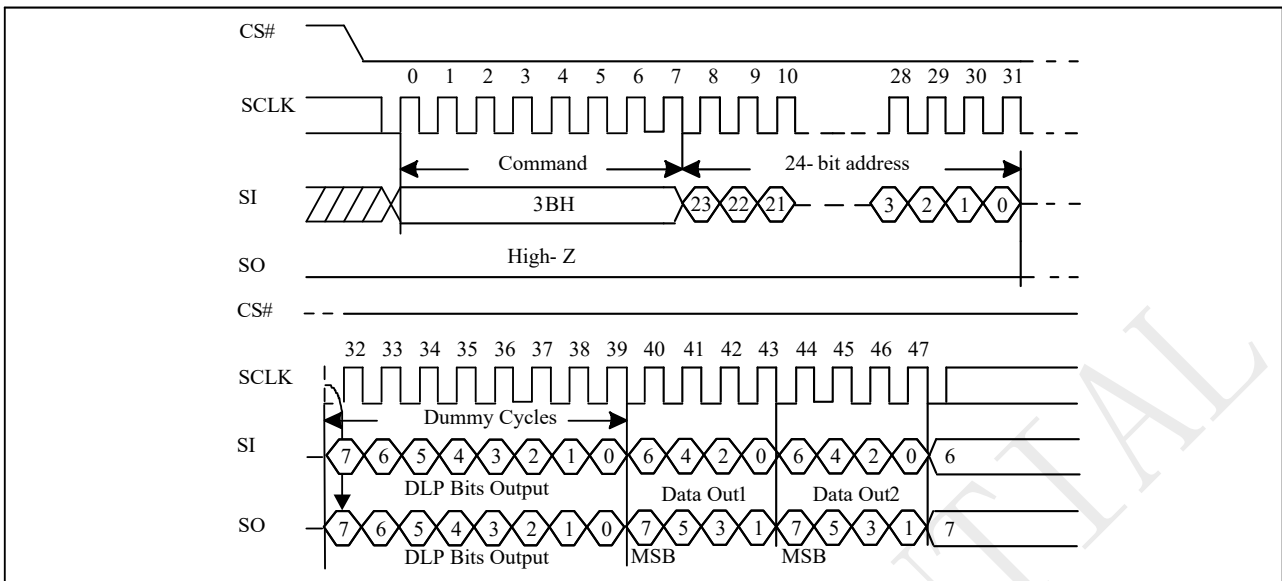 CS#
0 1 2 3 4 5 6 7 8 9 10 28 29 30 31
SCLK
Command 24- bit address
SI 3BH 23 22 21 3 2 1 0
High- Z
SO
CS#
32 33 34 35 36 37 38 39 40 41 42 43 44 45 46 47
SCLK
Dummy Cycles
SI 7 6 5 4 3 2 1 0 6 4 2 0 6 4 2 0 6
DLP Bits Output Data Out1 Data Out2
SO 7 6 5 4 3 2 1 0 7 5 3 1 7 5 3 1 7
DLP Bits Output MSB MSB
NTIAL